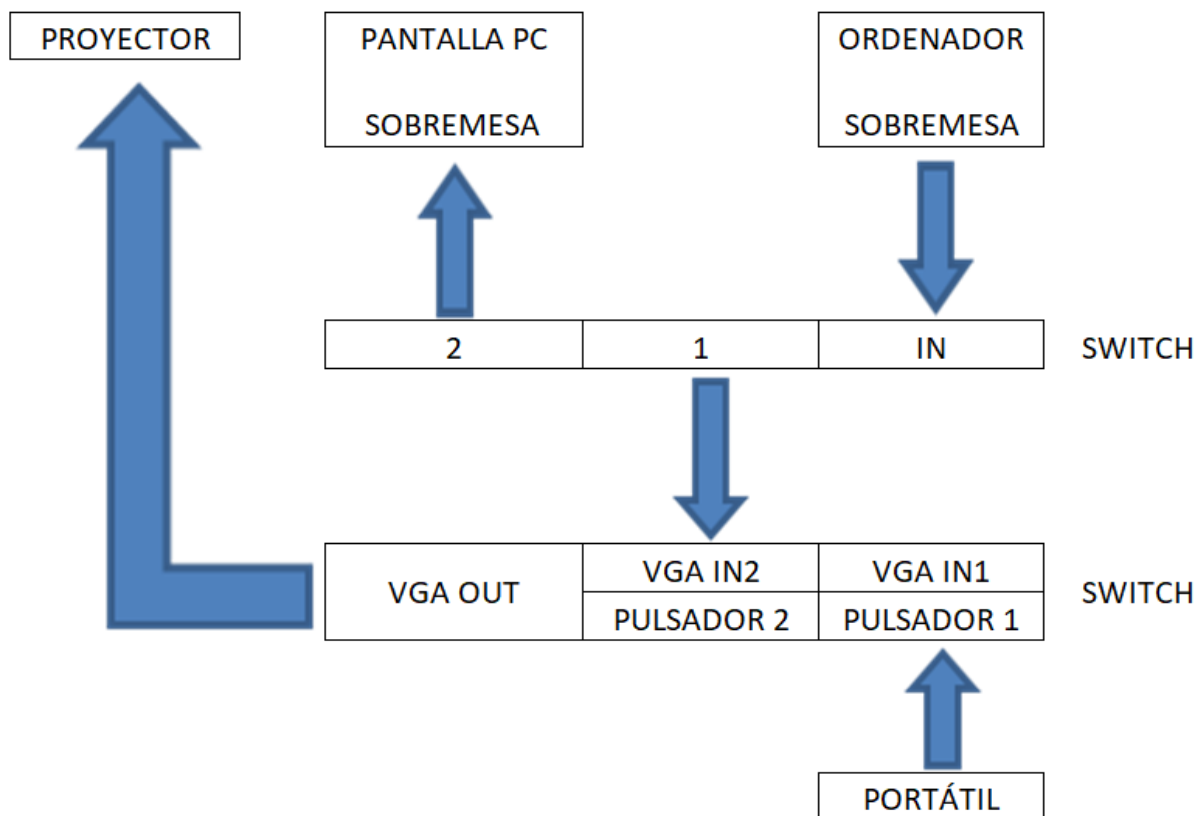 PROYECTOR
PANTALLA PC
SOBREMESA
ORDENADOR
SOBREMESA
2
1
IN
SWITCH
VGA OUT
VGA IN2
VGA IN1
PULSADOR 2
PULSADOR 1
SWITCH
PORTÁTIL